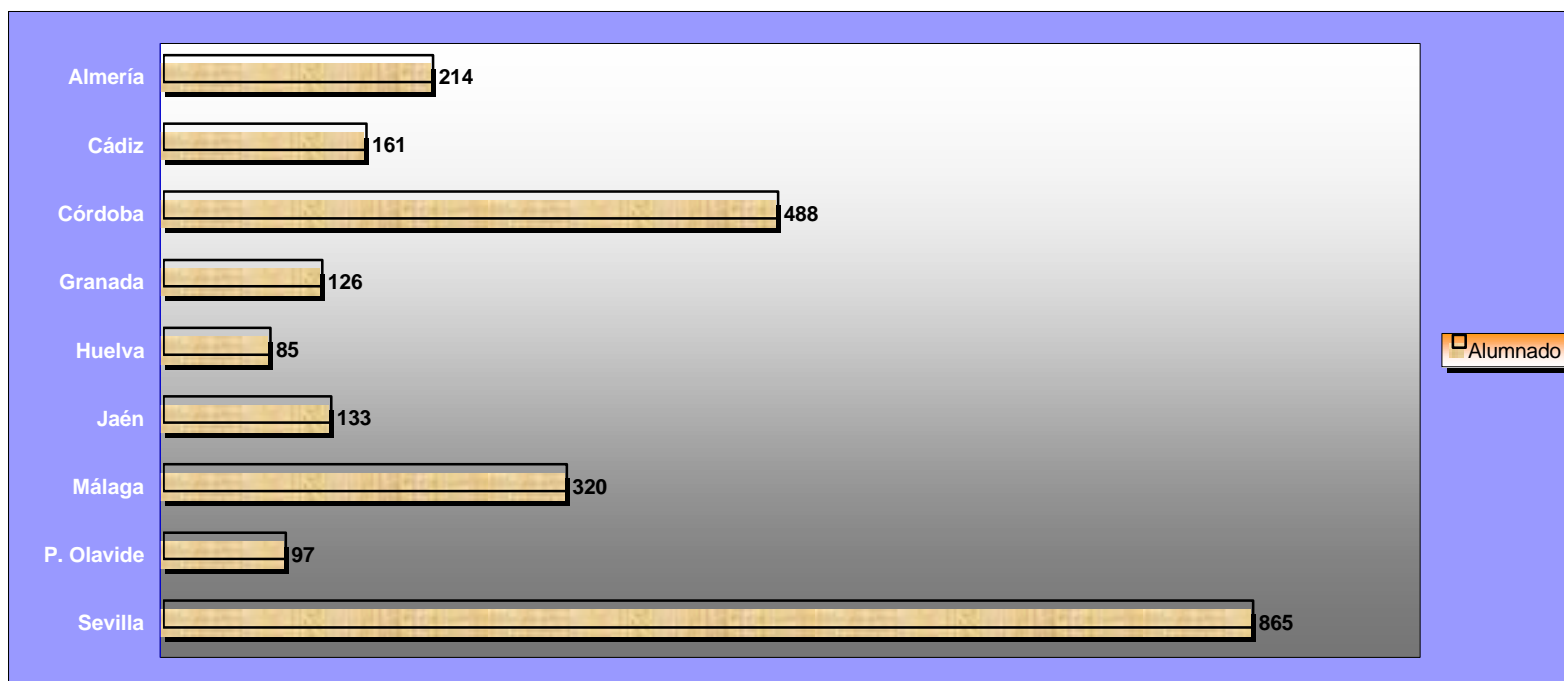 Almería
214
Cádiz
161
Córdoba
488
Granada
126
Huelva
85
Jaén
133
Málaga
320
P. Olavide
97
Sevilla
865
Alumnado